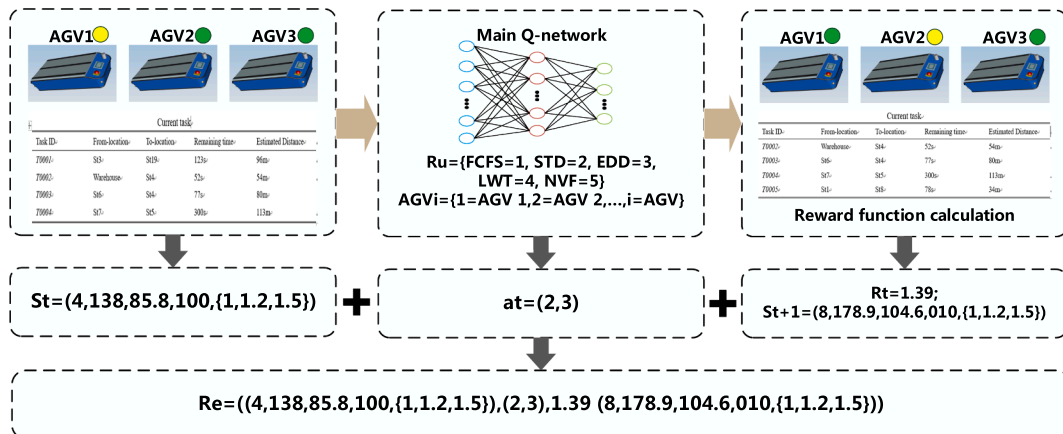 AGV1 AGV2 AGV3
Current task
Task ID From-location To-location Remaining time Estimated Distance
T0001 St3 St19 123s 96m
T0002 Warehouse St4 52s 54m
T0003 St6 St4 77s 80m
T0004 St7 St5 300s 113m
Main Q-network
Ru={FCFS=1, STD=2, EDD=3,
LWT=4, NVF=5}
AGVi={1=AGV 1,2=AGV 2,...,i=AGV}
AGV1 AGV2 AGV3
Current task
Task ID From-location To-location Remaining time Estimated Distance
T0002 Warehouse St4 52s 54m
T0003 St6 St4 77s 80m
T0004 St7 St5 300s 113m
T0005 St1 St8 78s 34m
Reward function calculation
St=(4,138,85.8,100,{1,1.2,1.5})
+
at=(2,3)
+
Rt=1.39;
St+1=(8,178.9,104.6,010,{1,1.2,1.5})
Re=((4,138,85.8,100,{1,1.2,1.5}),(2,3),1.39 (8,178.9,104.6,010,{1,1.2,1.5}))